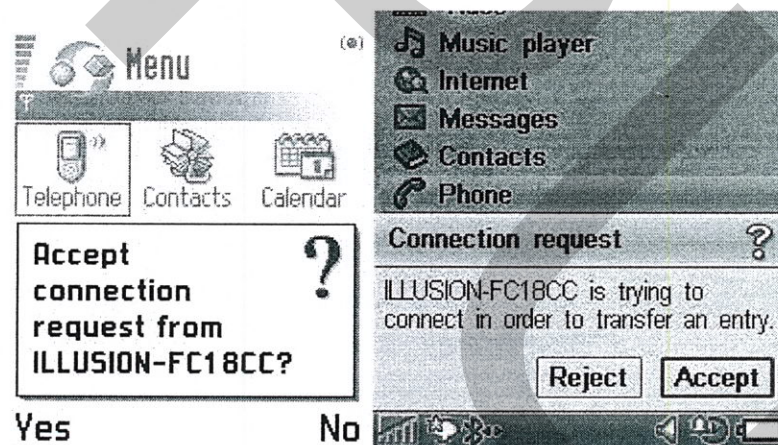 Menu
Telephone Contacts Calendar
Accept
connection
request from
ILLUSION-FC18CC?
Yes No
Music player
Internet
Messages
Contacts
Phone
Connection request
ILLUSION-FC18CC is trying to
connect in order to transfer an entry.
Reject Accept